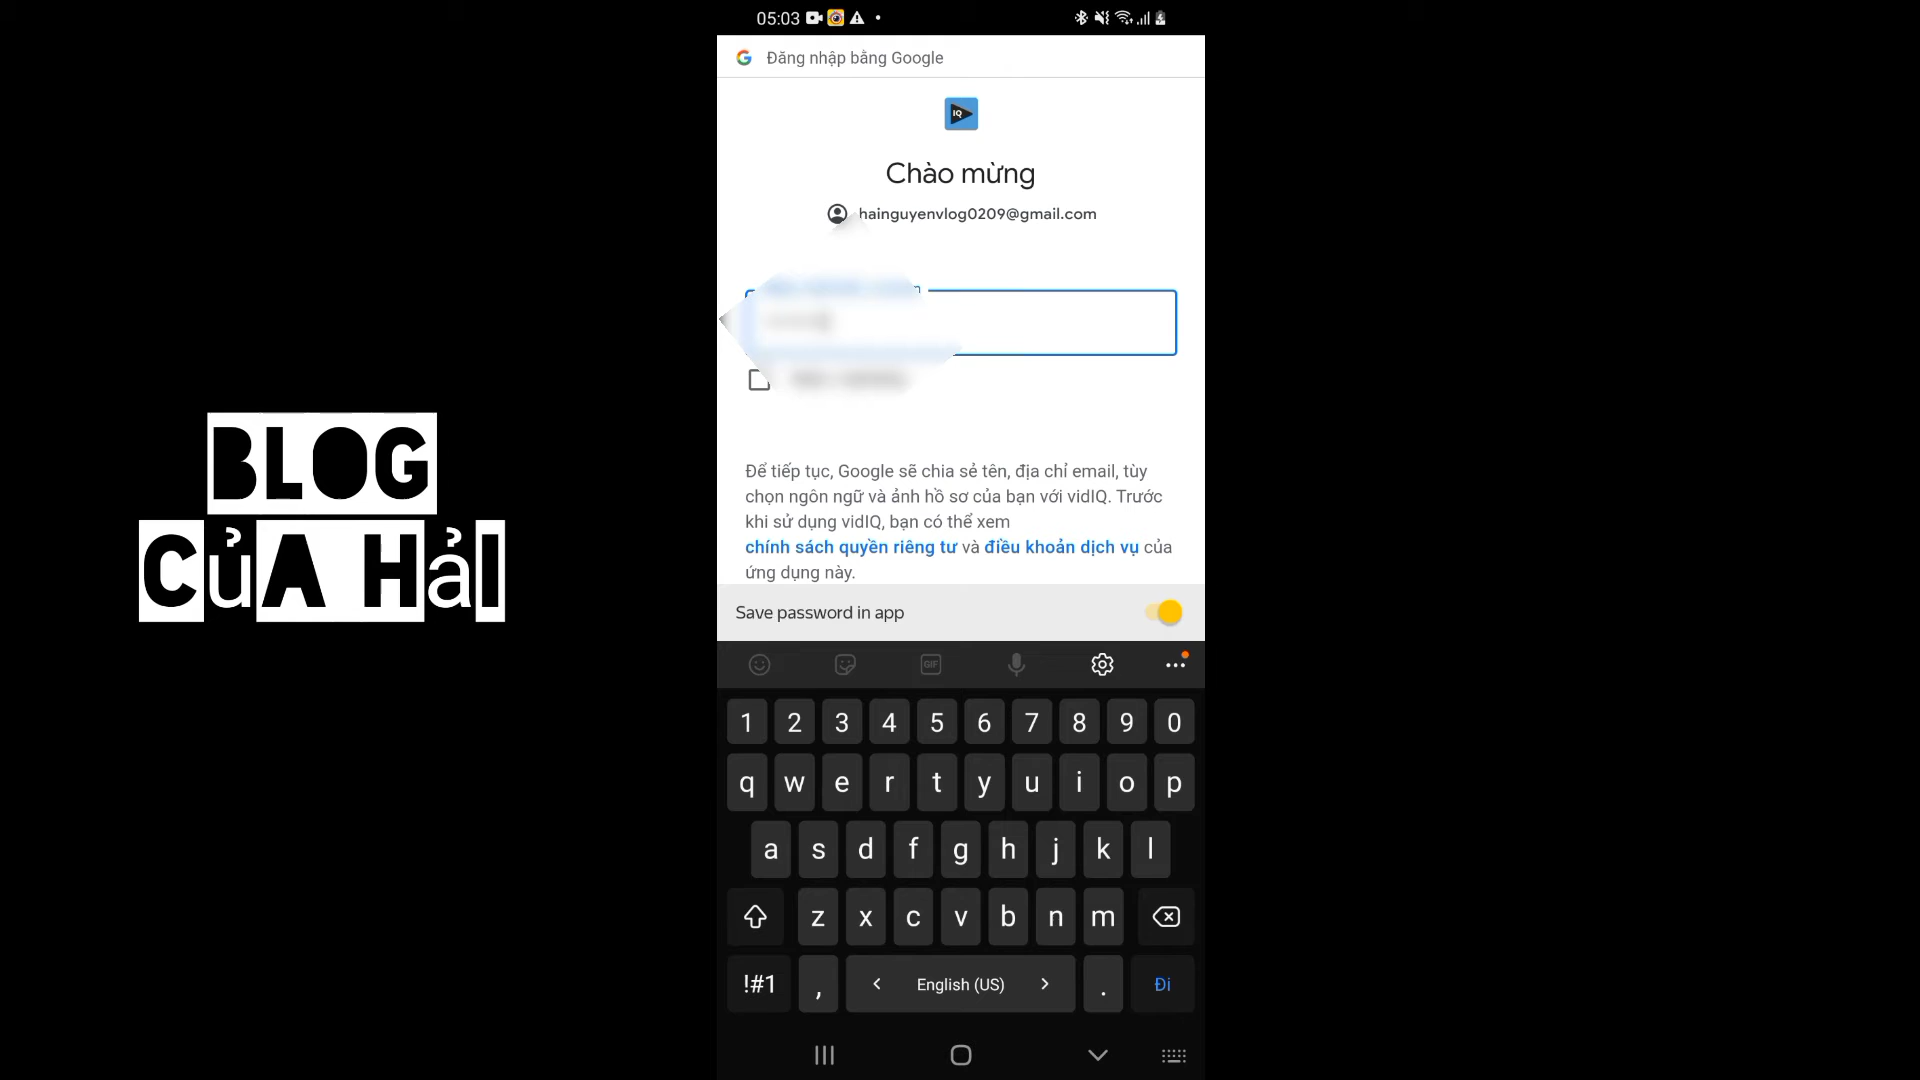 05:03
Đăng nhập bằng Google
IQ
Chào mừng
hainguyenvlog0209@gmail.com
Để tiếp tục, Google sẽ chia sẻ tên, địa chỉ email, tùy
chọn ngôn ngữ và ảnh hồ sơ của bạn với vidIQ. Trước
khi sử dụng vidIQ, bạn có thể xem
chính sách quyền riêng tư và điều khoản dịch vụ của
ứng dụng này.
Save password in app
GIF
1 2 3 4 5 6 7 8 9 0
q w e r t y u i o p
a s d f g h j k l
z x c v b n m
!#1 , < English (US) > . Đi
BLOG
CủA HảI